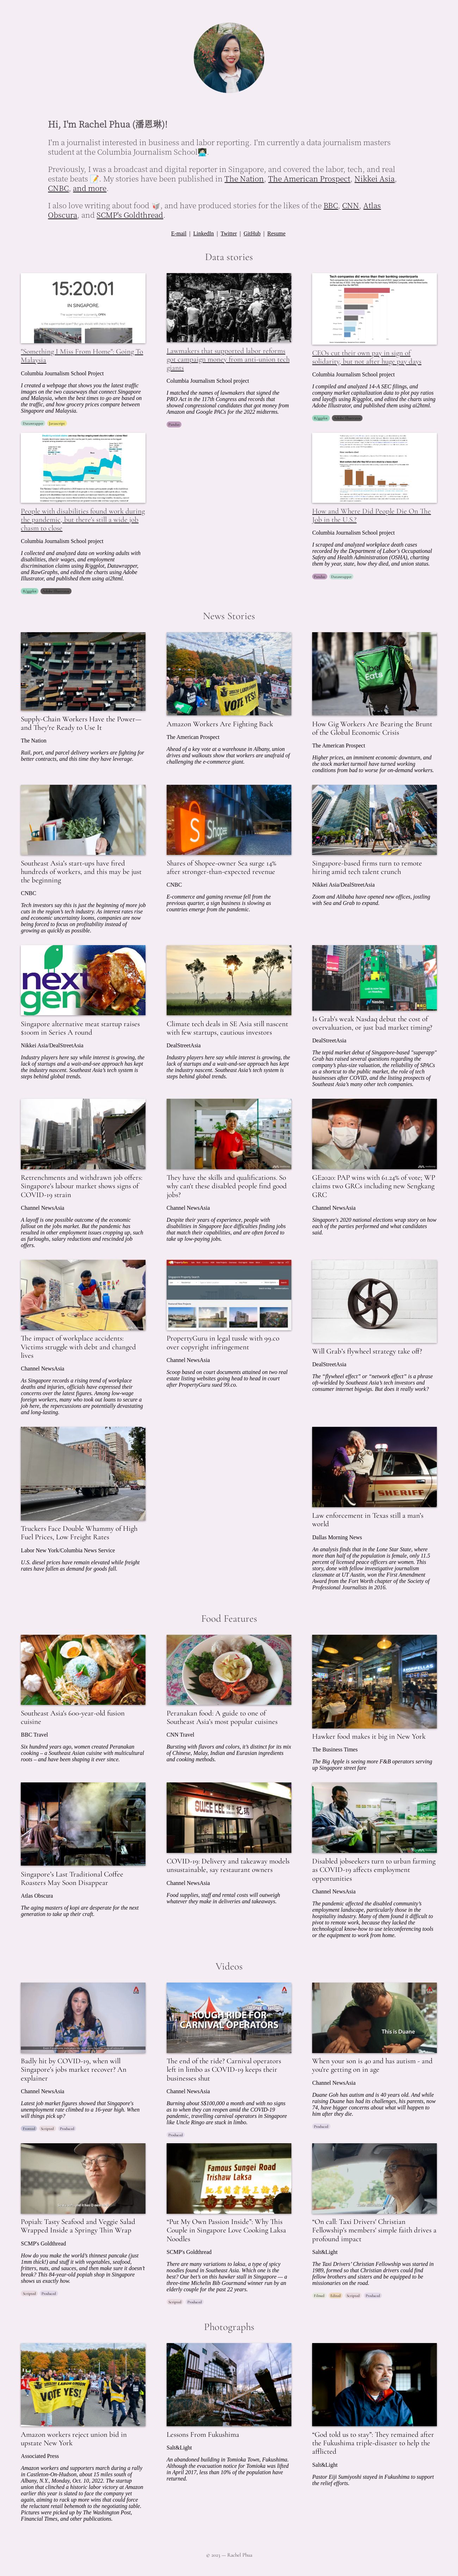 Hi, I'm Rachel Phua (潘恩琳)!
I'm a journalist interested in business and labor reporting. I'm currently a data journalism masters
student at the Columbia Journalism School
Previously, I was a broadcast and digital reporter in Singapore, and covered the labor, tech, and real
estate beats. My stories have been published in The Nation, The American Prospect, Nikkei Asia,
CNBC, and more.
I also love writing about food, and have produced stories for the likes of the BBC, CNN, Atlas
Obscura, and SCMP's Goldthread.
E-mail | LinkedIn | Twitter | GitHub | Resume
Data stories
15:20:01
IN SINGAPORE
"Something I Miss From Home": Going To
Malaysia
Columbia Journalism School Project
I created a webpage that shows you the latest traffic
images on the two causeways that connect Singapore
and Malaysia, when the best times to go are based on
the traffic, and how grocery prices compare between
Singapore and Malaysia.
Datawrapper Javascript
Lawmakers that supported labor reforms
got campaign money from anti-union tech
giants
Columbia Journalism School project
I matched the names of lawmakers that signed the
PRO Act in the 117th Congress and records that
showed congressional candidates getting money from
Amazon and Google PACs for the 2022 midterms.
Pandas
Tech companies did worse than their banking counterparts
CEOs cut their own pay in sign of
solidarity, but not after huge pay days
Columbia Journalism School project
I compiled and analyzed 14-A SEC filings, and
company market capitalization data to plot pay ratios
and layoffs using R/ggplot, and edited the charts using
Adobe Illustrator, and published them using ai2html.
R/ggplot Adobe Illustrator
People with disabilities found work during
the pandemic, but there's still a wide job
chasm to close
Columbia Journalism School project
I collected and analyzed data on working adults with
disabilities, their wages, and employment
discrimination claims using R/ggplot, Datawrapper,
and RawGraphs, and edited the charts using Adobe
Illustrator, and published them using ai2html.
R/ggplot Adobe Illustrator
How and Where Did People Die On The
Job in the U.S.?
Columbia Journalism School project
I scraped and analyzed workplace death cases
recorded by the Department of Labor's Occupational
Safety and Health Administrations (OSHA), charting
them by year, state, how they died, and union status.
Pandas Datawrapper
News Stories
Supply-Chain Workers Have the Power—
and They're Ready to Use It
The Nation
Rail, port, and parcel delivery workers are fighting for
better contracts, and this time they have leverage.
VOTE YES!
Amazon Workers Are Fighting Back
The American Prospect
Ahead of a key vote at a warehouse in Albany, union
drives and walkouts show that workers are unafraid of
challenging the e-commerce giant.
Uber
Eats
How Gig Workers Are Bearing the Brunt
of the Global Economic Crisis
The American Prospect
Higher prices, an imminent economic downturn, and
the stock market turmoil have turned working
conditions from bad to worse for on-demand workers.
Southeast Asia's start-ups have fired
hundreds of workers, and this may be just
the beginning
CNBC
Tech investors say this is just the beginning of more job
cuts in the region's tech industry. As interest rates rise
and economic uncertainty looms, companies are now
being forced to focus on profitability instead of
growing as quickly as possible.
Shares of Shopee-owner Sea surge 14%
after stronger-than-expected revenue
CNBC
E-commerce and gaming revenue fell from the
previous quarter, a sign business is slowing as
countries emerge from the pandemic.
Singapore-based firms turn to remote
hiring amid tech talent crunch
Nikkei Asia/DealStreetAsia
Zoom and Alibaba have opened new offices, jostling
with Sea and Grab to expand.
next
gen
Singapore alternative meat startup raises
$100m in Series A round
Nikkei Asia/DealStreetAsia
Industry players here say while interest is growing, the
lack of startups and a wait-and-see approach has kept
the industry nascent. Southeast Asia's tech system is
steps behind global trends.
Climate tech deals in SE Asia still nascent
with few startups, cautious investors
DealStreetAsia
Industry players here say while interest is growing, the
lack of startups and a wait-and-see approach has kept
the industry nascent. Southeast Asia's tech system is
steps behind global trends.
Is Grab's weak Nasdaq debut the cost of
overvaluation, or just bad market timing?
DealStreetAsia
The tepid market debut of Singapore-based "superapp"
Grab has raised several questions regarding the
company's plus-size valuation, the reliability of SPACs
as a shortcut to the public market, the role of tech
businesses after COVID, and the listing prospects of
Southeast Asia's many other tech companies.
Retrenchments and withdrawn job offers:
Singapore's labour market shows signs of
COVID-19 strain
Channel NewsAsia
A layoff is one possible outcome of the economic
fallout on the job market. But the pandemic has
resulted in other employment issues cropping up, such
as furloughs, salary reductions and rescinded job
offers.
They have the skills and qualifications. So
why can't these disabled people find good
jobs?
Channel NewsAsia
Despite their years of experience, people with
disabilities in Singapore face difficulties finding jobs
that match their capabilities, and are often forced to
take up low-paying jobs.
GE2020: PAP wins with 61.24% of vote; WP
claims two GRCs including new Sengkang
GRC
Channel NewsAsia
Singapore's 2020 national elections wrap story on how
each of the parties performed and what candidates
said.
The impact of workplace accidents:
Victims struggle with debt and changed
lives
Channel NewsAsia
As Singapore records a rising trend of workplace
deaths and injuries, officials have expressed their
concerns over the latest figures. Among low-wage
foreign workers, many who took out loans to secure a
job here, the repercussions are potentially devastating
and long-lasting.
PropertyGuru in legal tussle with 99.co
over copyright infringement
Channel NewsAsia
Scoop based on court documents attained on two real
estate listing websites going head to head in court
after PropertyGuru sued 99.co.
Will Grab's flywheel strategy take off?
DealStreetAsia
The "flywheel effect" or "network effect" is a phrase
oft-wielded by Southeast Asia's tech investors and
consumer internet bigwigs. But does it really work?
Truckers Face Double Whammy of High
Fuel Prices, Low Freight Rates
Labor New York/Columbia News Service
U.S. diesel prices have remain elevated while freight
rates have fallen as demand for goods fall.
SHERIFF
Law enforcement in Texas still a man's
world
Dallas Morning News
An analysis finds that in the Lone Star State, where
more than half of the population is female, only 11.5
percent of licensed peace officers are women. This
story, done with fellow investigative journalism
classmate at UT Austin, won the First Amendment
Award from the Fort Worth chapter of the Society of
Professional Journalists in 2016.
Food Features
Southeast Asia's 600-year-old fusion
cuisine
BBC Travel
Six hundred years ago, women created Peranakan
cooking – a Southeast Asian cuisine with multicultural
roots – and have been shaping it ever since.
Peranakan food: A guide to one of
Southeast Asia's most popular cuisines
CNN Travel
Bursting with flavors and colors, it's distinct for its mix
of Chinese, Malay, Indian and Eurasian ingredients
and cooking methods.
Hawker food makes it big in New York
The Business Times
The Big Apple is seeing more F&B operators serving
up Singapore street fare
Singapore's Last Traditional Coffee
Roasters May Soon Disappear
Atlas Obscura
The aging masters of kopi are desperate for the next
generation to take up their craft.
COVID-19: Delivery and takeaway models
unsustainable, say restaurant owners
Channel NewsAsia
Food supplies, staff and rental costs will outweigh
whatever they make in deliveries and takeaways.
Disabled jobseekers turn to urban farming
as COVID-19 affects employment
opportunities
Channel NewsAsia
The pandemic affected the disabled community's
employment landscape, particularly those in the
hospitality industry. Many of them found it difficult to
pivot to remote work, because they lacked the
technological know-how to use teleconferencing tools
or the equipment to work from home.
Videos
Badly hit by COVID-19, when will
Singapore's jobs market recover? An
explainer
Channel NewsAsia
Latest job market figures showed that Singapore's
unemployment rate climbed to a 16-year high. When
will things pick up?
Fronted Scripted Produced
ROUGH RIDE FOR
CARNIVAL OPERATORS
The end of the ride? Carnival operators
left in limbo as COVID-19 keeps their
businesses shut
Channel NewsAsia
Burning about S$100,000 a month and with no signs
as to when they can reopen amid the COVID-19
pandemic, travelling carnival operators in Singapore
like Uncle Ringo are stuck in limbo.
Produced
This is Duane
When your son is 40 and has autism - and
you're getting on in age
Channel NewsAsia
Duane Goh has autism and is 40 years old. And while
raising Duane has had its challenges, his parents, now
74, have bigger concerns about what will happen to
him after they die.
Produced
Popiah: Tasty Seafood and Veggie Salad
Wrapped Inside a Springy Thin Wrap
SCMP's Goldthread
How do you make the world's thinnest pancake (just
1mm thick!) and stuff it with vegetables, seafood,
fritters, nuts, and sauces, and then make sure it doesn't
break? This 84-year-old popiah shop in Singapore
shows us exactly how.
Scripted Produced
Famous Sungei Road
Trishaw Laksa
"Put My Own Passion Inside": Why This
Couple in Singapore Love Cooking Laksa
Noodles
SCMP's Goldthread
There are many variations to laksa, a type of spicy
noodles found in Southeast Asia. Which one is the
best? Our bet's on this hawker stall in Singapore — a
three-time Michelin Bib Gourmand winner run by an
elderly couple for the past 22 years.
Scripted Produced
"On call: Taxi Drivers' Christian
Fellowship's members' simple faith drives a
profound impact
Salt&Light
The Taxi Drivers' Christian Fellowship was started in
1989, formed so that Christian drivers could find
fellow brothers and sisters and be equipped to be
missionaries on the road.
Filmed Edited Scripted Produced
Photographs
VOTE YES!
Amazon workers reject union bid in
upstate New York
Associated Press
Amazon workers and supporters march during a rally
in Castleton-On-Hudson, about 15 miles south of
Albany, N.Y., Monday, Oct. 10, 2022. The startup
union that clinched a historic labor victory at Amazon
earlier this year is slated to face the company yet
again, aiming to rack up more wins that could force
the reluctant retail behemoth to the negotiating table.
Pictures were picked up by The Washington Post,
Financial Times, and other publications.
Lessons From Fukushima
Salt&Light
An abandoned building in Tomioka Town, Fukushima.
Although the evacuation notice for Tomioka was lifted
in April 2017, less than 10% of the population have
returned.
"God told us to stay": They remained after
the Fukushima triple-disaster to help the
afflicted
Salt&Light
Pastor Eiji Sumiyoshi stayed in Fukushima to support
the relief efforts.
© 2023 — Rachel Phua